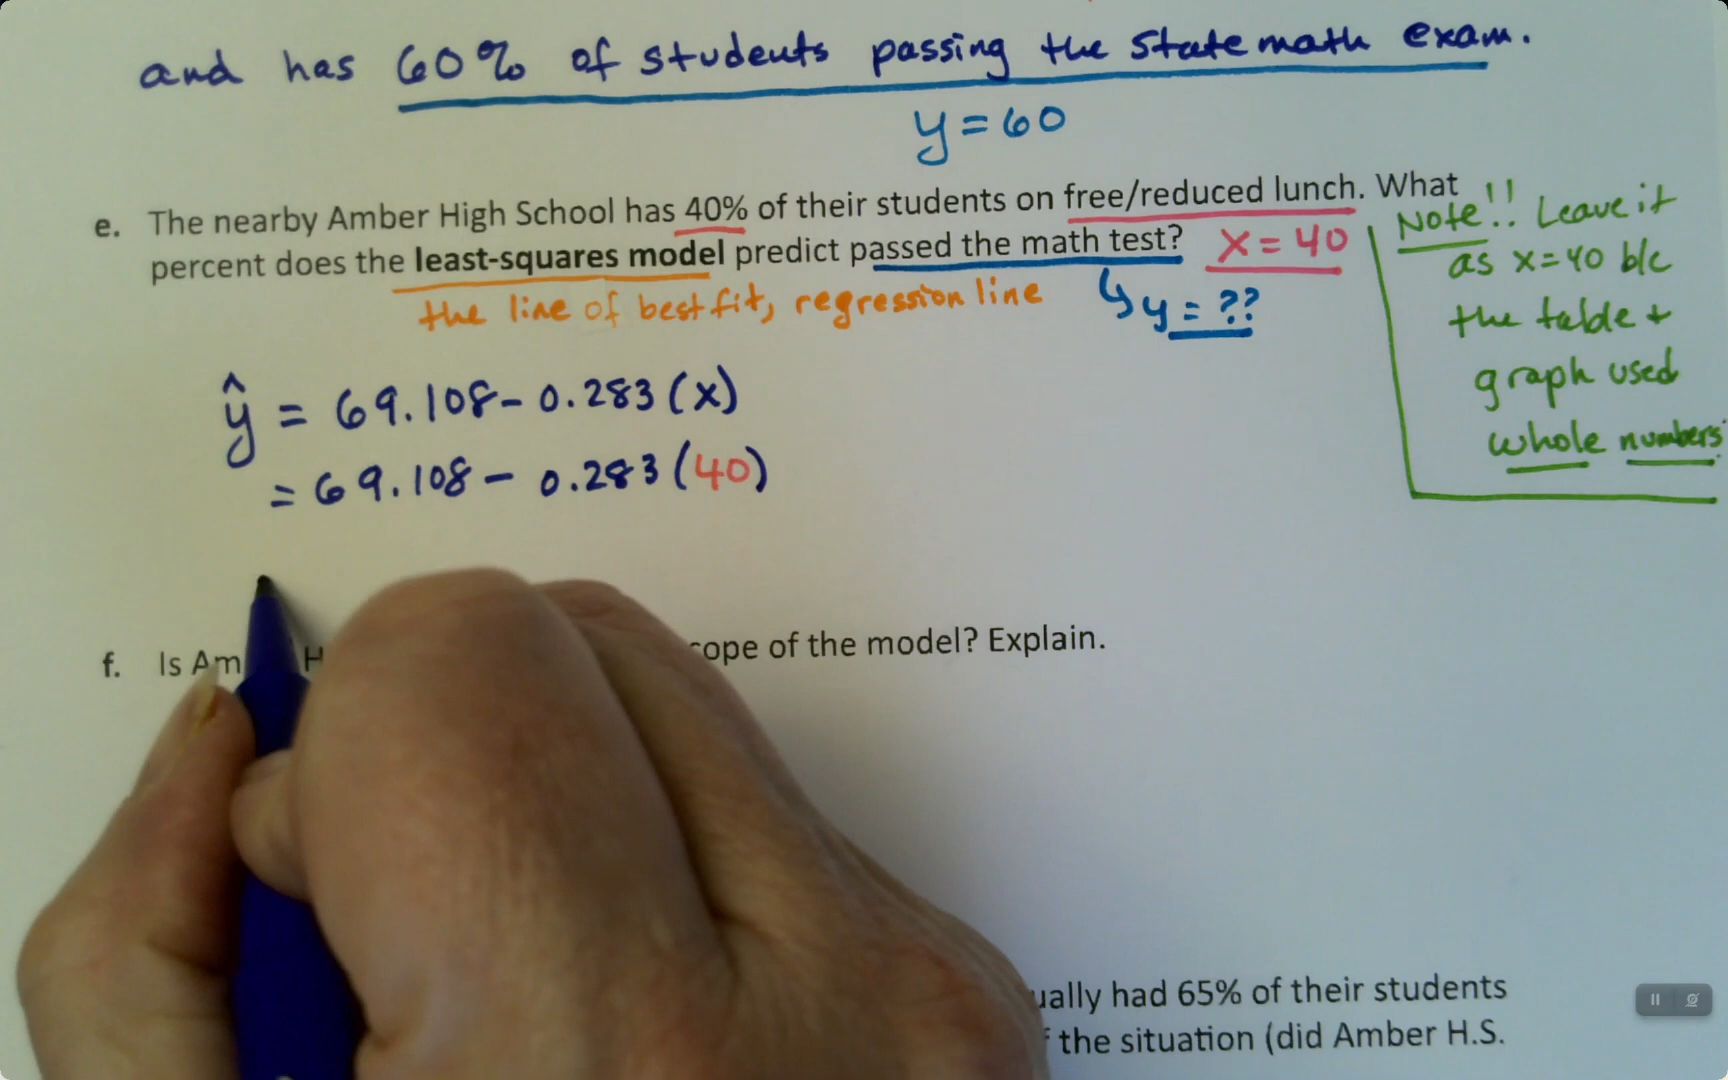 and has 60% of students passing the state math exam.
y = 60
e. The nearby Amber High School has 40% of their students on free/reduced lunch. What
percent does the least-squares model predict passed the math test? x = 40
the line of best fit, regression line
↳ y = ??
Note!! Leave it
as x=40 b/c
the table +
graph used
whole numbers.
ŷ = 69.108 - 0.283 (x)
= 69.108 - 0.283 (40)
f. Is Am H of the model? Explain.
had 65% of their students
the situation (did Amber H.S.